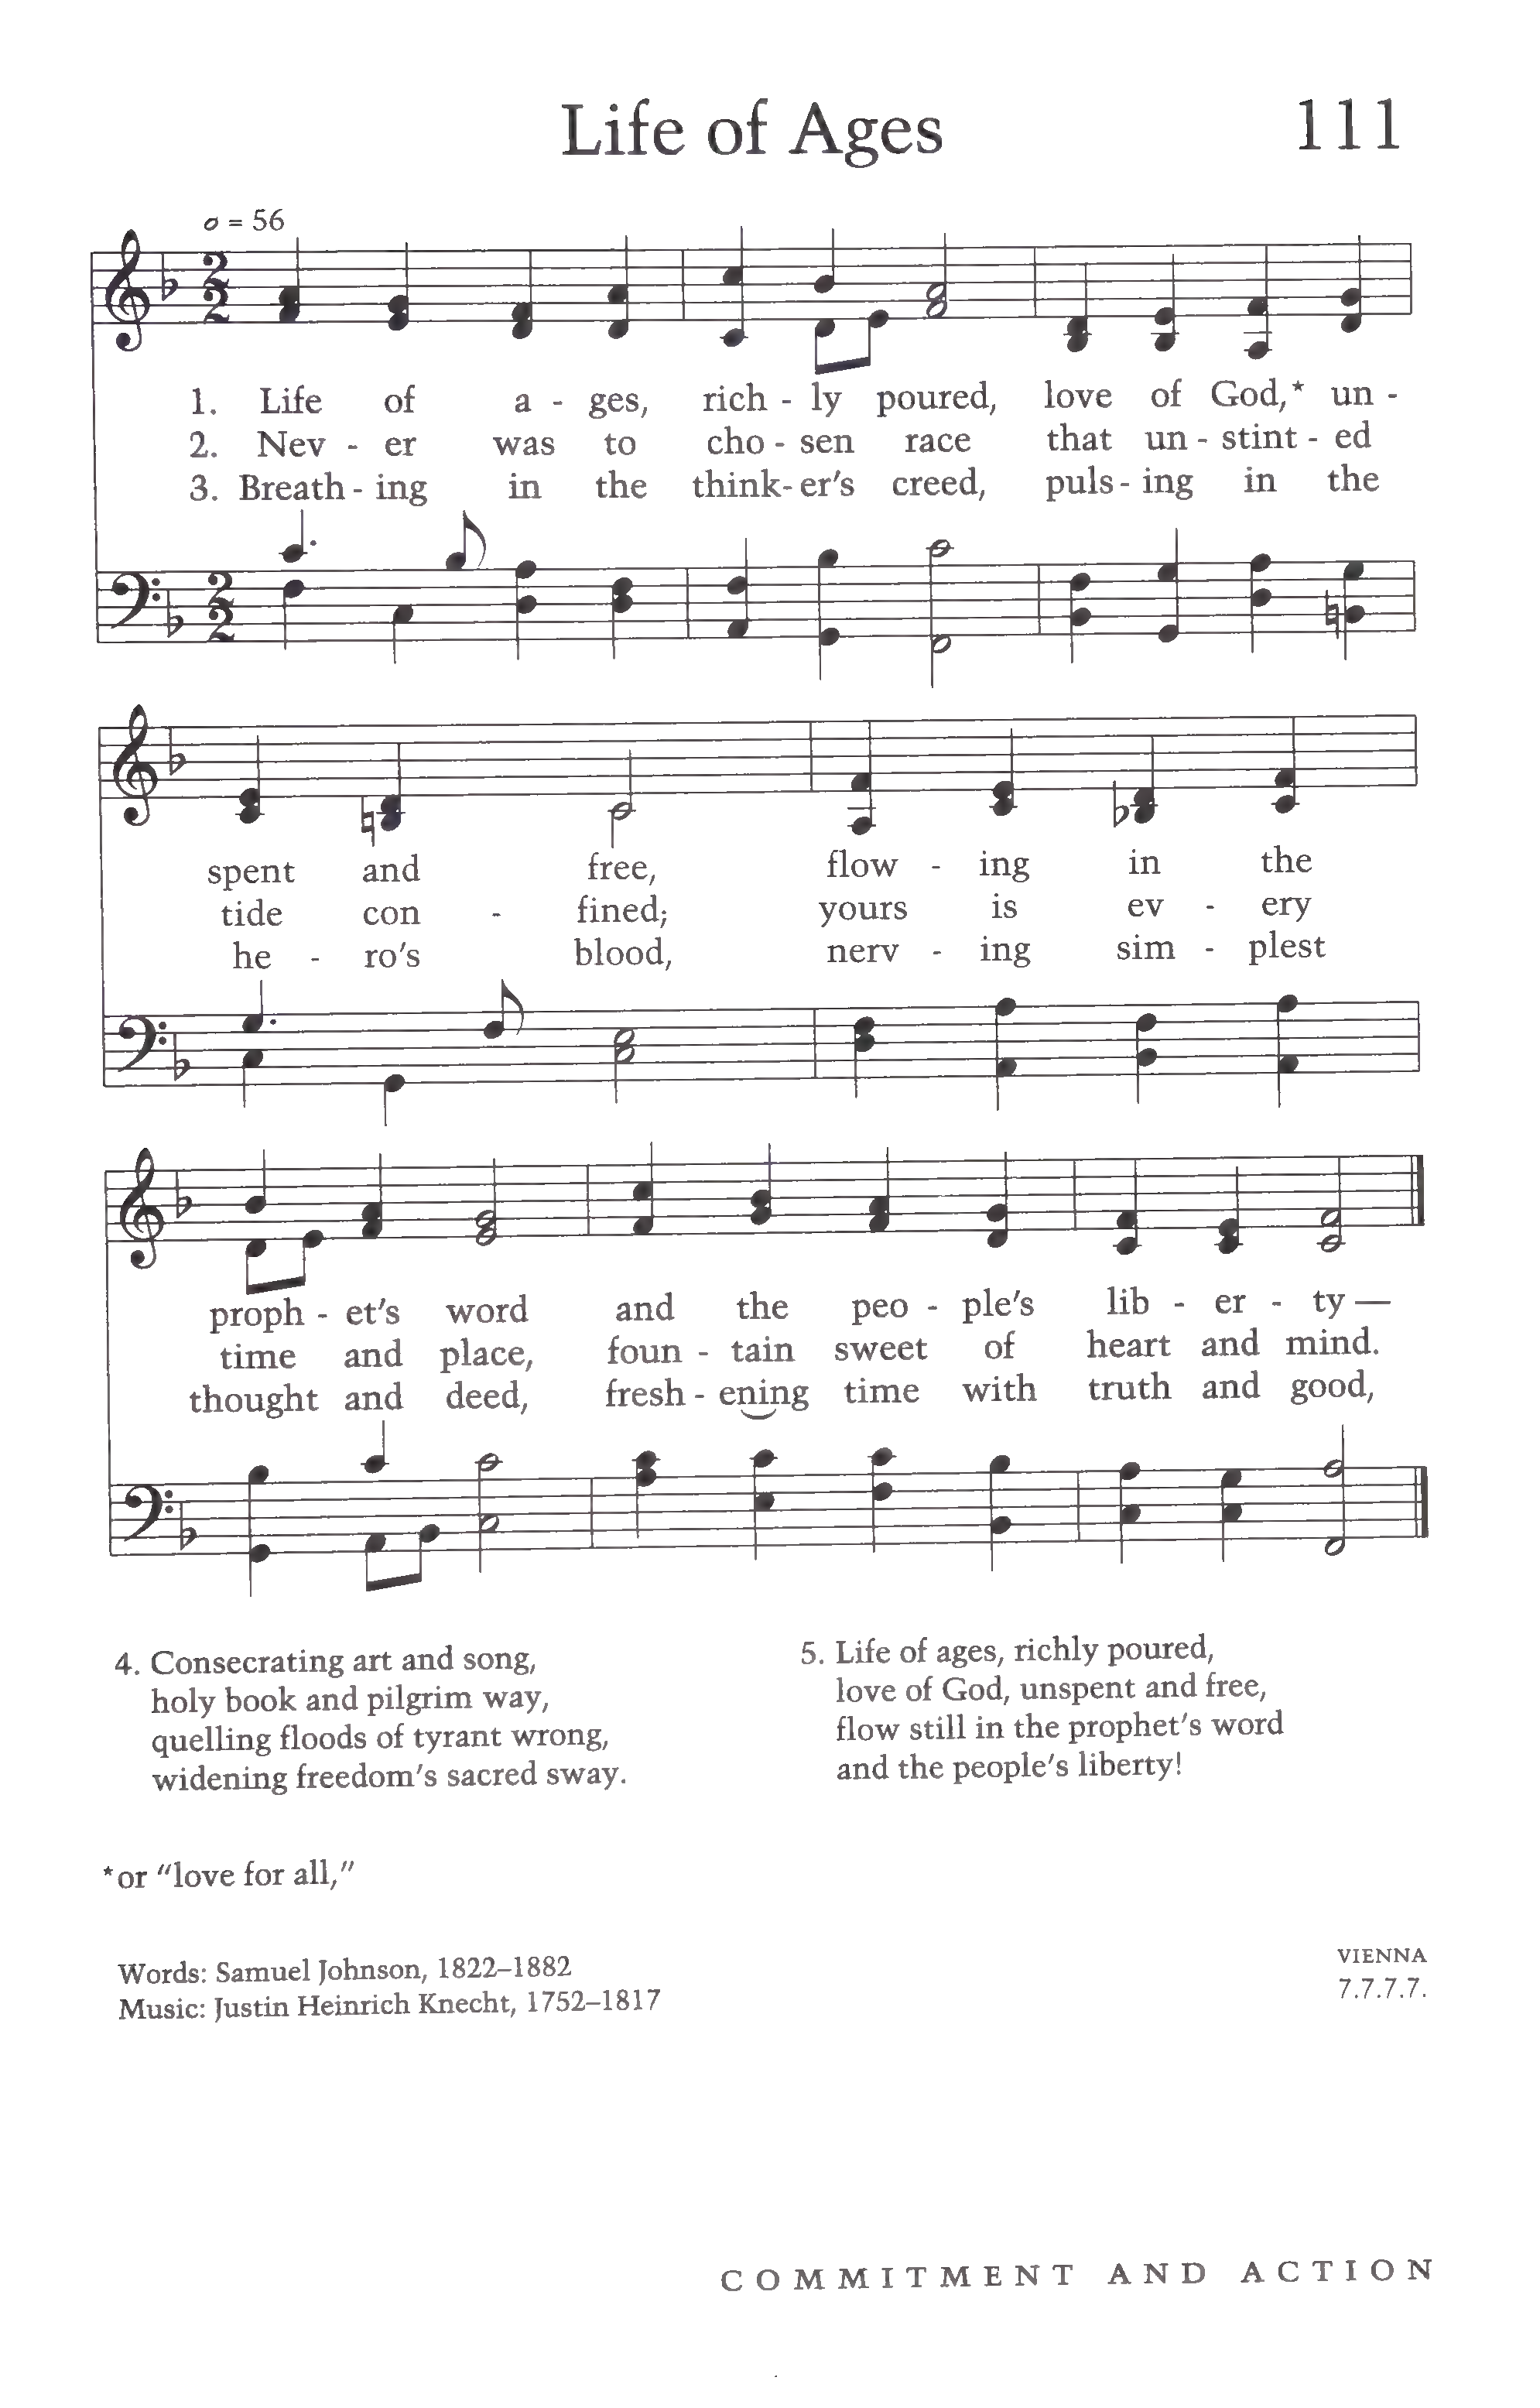 Life of Ages 111
𝅗𝅥 = 56
1. Life of a - ges, rich - ly poured, love of God,* un -
2. Nev - er was to cho - sen race that un - stint - ed
3. Breath - ing in the think- er's creed, puls - ing in the
spent and free, flow - ing in the
tide con - fined; yours is ev - ery
he - ro's blood, nerv - ing sim - plest
proph - et's word and the peo - ple's lib - er - ty—
time and place, foun - tain sweet of heart and mind.
thought and deed, fresh - ening time with truth and good,
4. Consecrating art and song,
holy book and pilgrim way,
quelling floods of tyrant wrong,
widening freedom's sacred sway.
5. Life of ages, richly poured,
love of God, unspent and free,
flow still in the prophet's word
and the people's liberty!
*or "love for all,"
Words: Samuel Johnson, 1822–1882
Music: Justin Heinrich Knecht, 1752–1817
VIENNA
7.7.7.7.
COMMITMENT AND ACTION